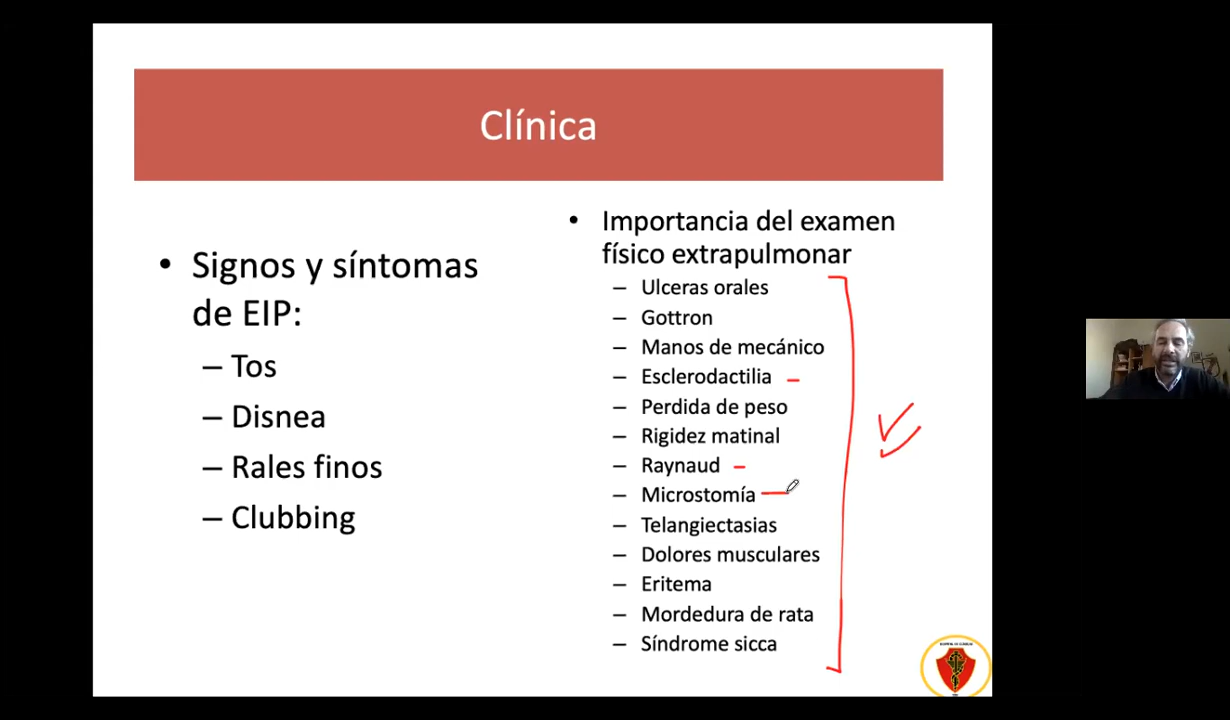 Clínica
• Signos y síntomas
de EIP:
– Tos
– Disnea
– Rales finos
– Clubbing
• Importancia del examen
físico extrapulmonar
– Ulceras orales
– Gottron
– Manos de mecánico
– Esclerodactilia
– Perdida de peso
– Rigidez matinal
– Raynaud
– Microstomía
– Telangiectasias
– Dolores musculares
– Eritema
– Mordedura de rata
– Síndrome sicca